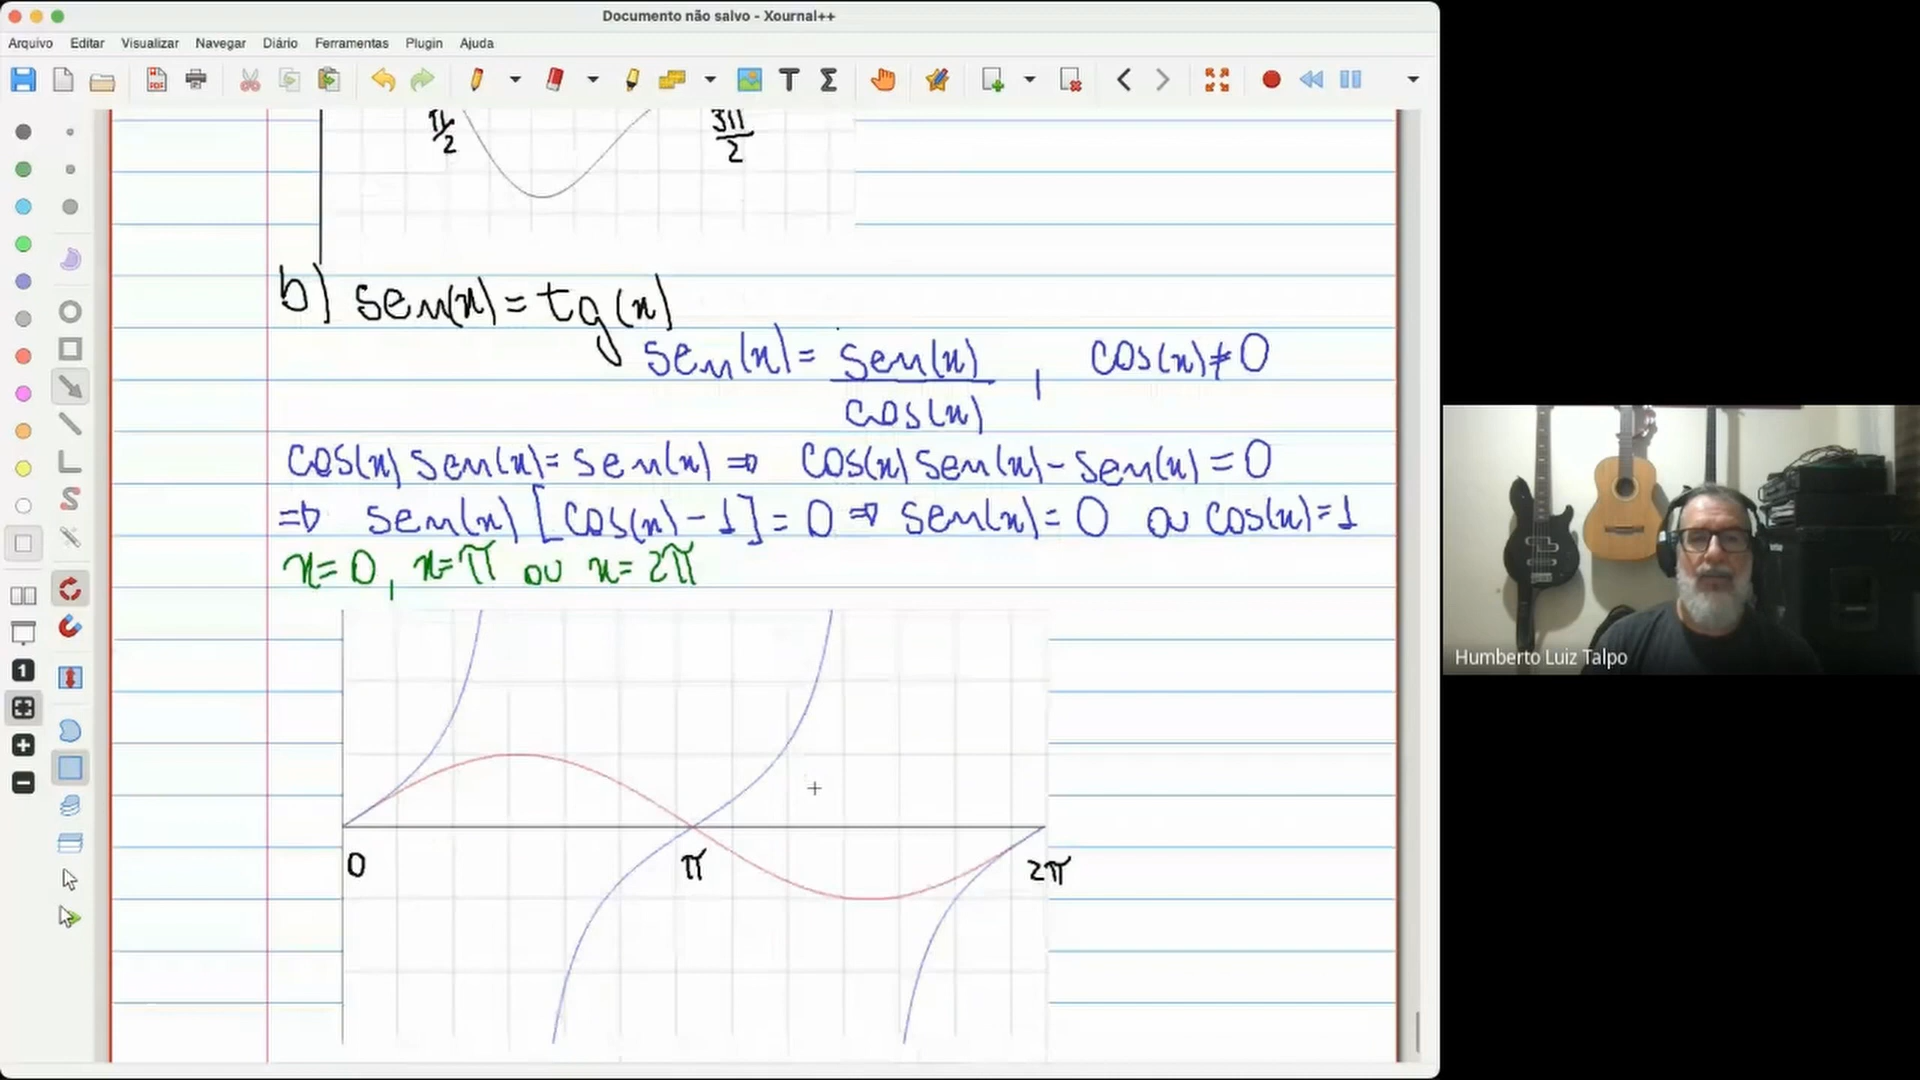 Documento não salvo - Xournal++
Arquivo Editar Visualizar Navegar Diário Ferramentas Plugin Ajuda
π/2 3π/2
b) sen(x) = tg(x)
sen(x) = sen(x)/cos(x) , cos(x) ≠ 0
cos(x) sen(x) = sen(x) ⇒ cos(x) sen(x) - sen(x) = 0
⇒ sen(x) [cos(x) - 1] = 0 ⇒ sen(x) = 0 ou cos(x) = 1
x = 0, x = π ou x = 2π
0 π 2π
Humberto Luiz Talpo